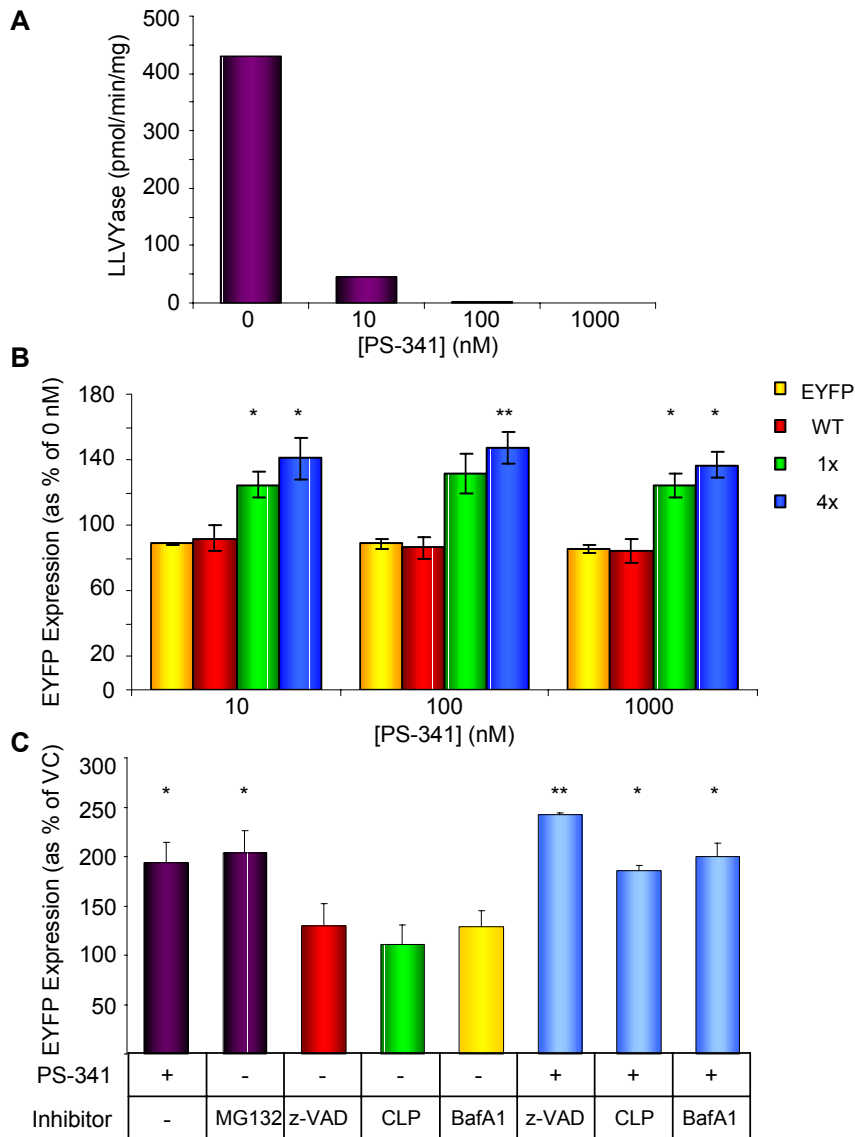 A
LLVYase (pmol/min/mg)
500
400
300
200
100
0
0 10 100 1000
[PS-341] (nM)
B
EYFP Expression (as % of 0 nM)
180
140
100
60
20
0
* * ** * *
EYFP
WT
1x
4x
10 100 1000
[PS-341] (nM)
C
EYFP Expression (as % of VC)
300
250
200
150
100
50
* * ** * *
PS-341 + - - - - + + +
Inhibitor - MG132 z-VAD CLP BafA1 z-VAD CLP BafA1